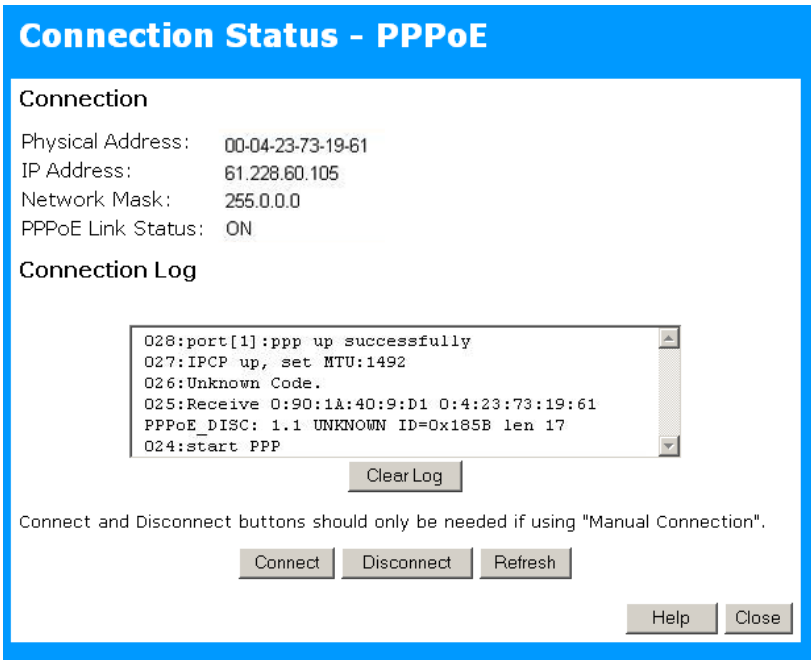 Connection Status - PPPoE
Connection
Physical Address: 00-04-23-73-19-61
IP Address: 61.228.60.105
Network Mask: 255.0.0.0
PPPoE Link Status: ON
Connection Log
028:port[1]:ppp up successfully
027:IPCP up, set MTU:1492
026:Unknown Code.
025:Receive 0:90:1A:40:9:D1 0:4:23:73:19:61
PPPoE_DISC: 1.1 UNKNOWN ID=0x185B len 17
024:start PPP
Clear Log
Connect and Disconnect buttons should only be needed if using "Manual Connection".
Connect Disconnect Refresh
Help Close